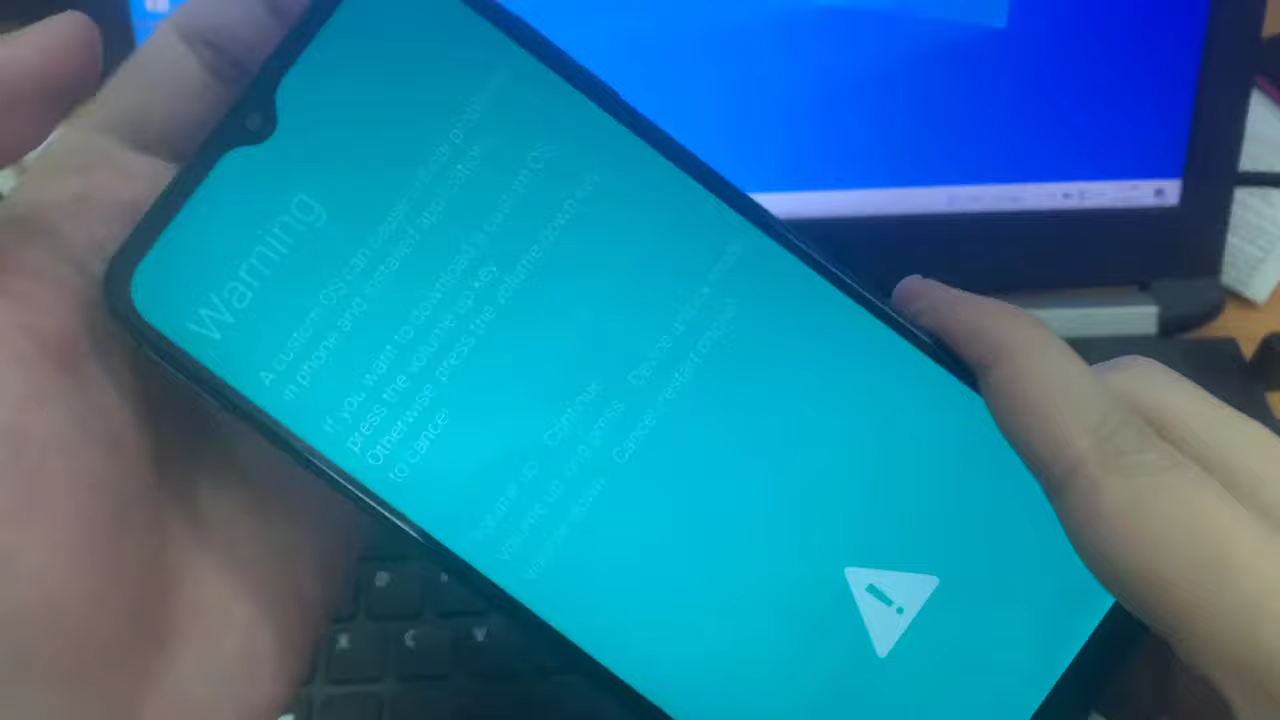 Warning
A custom OS can cause critical problems
in phone and installed applications.
If you want to download a custom OS,
press the volume up key.
Otherwise, press the volume down key
to cancel.
Volume up: Continue
Volume up long press: Device unlock mode
Volume down: Cancel (restart phone)
X
C
V